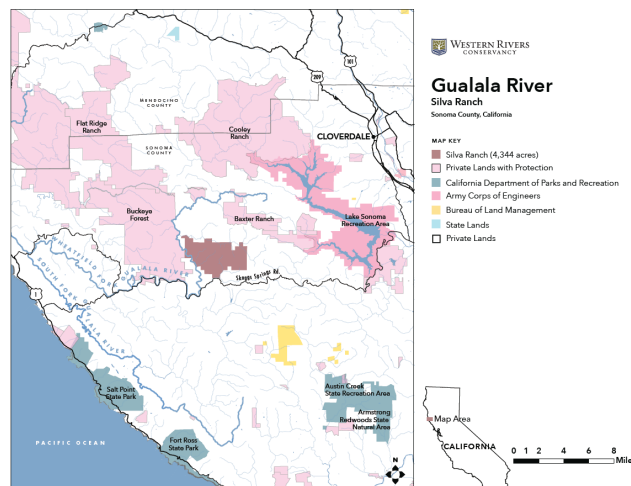 WESTERN RIVERS
CONSERVANCY
Gualala River
Silva Ranch
Sonoma County, California
MAP KEY
Silva Ranch (4,344 acres)
Private Lands with Protection
California Department of Parks and Recreation
Army Corps of Engineers
Bureau of Land Management
State Lands
Private Lands
101
MENDOCINO
COUNTY
SONOMA
COUNTY
Flat Ridge
Ranch
Cooley
Ranch
CLOVERDALE
Buckeye
Forest
Baxter Ranch
Lake Sonoma
Recreation Area
WHEATFIELD FORK GUALALA RIVER
Skaggs Springs Rd.
SOUTH FORK GUALALA RIVER
1
Salt Point
State Park
Austin Creek
State Recreation Area
Armstrong
Redwoods State
Natural Area
Fort Ross
State Park
PACIFIC OCEAN
N
Map Area
CALIFORNIA
0 1 2 4 6 8
Miles